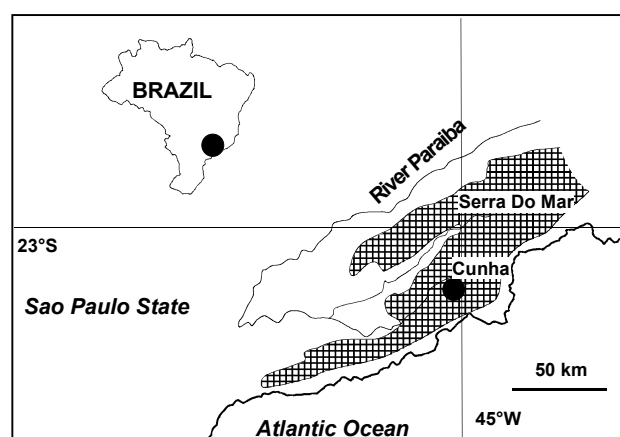 BRAZIL
River Paraiba
Serra Do Mar
23°S
Cunha
Sao Paulo State
50 km
45°W
Atlantic Ocean